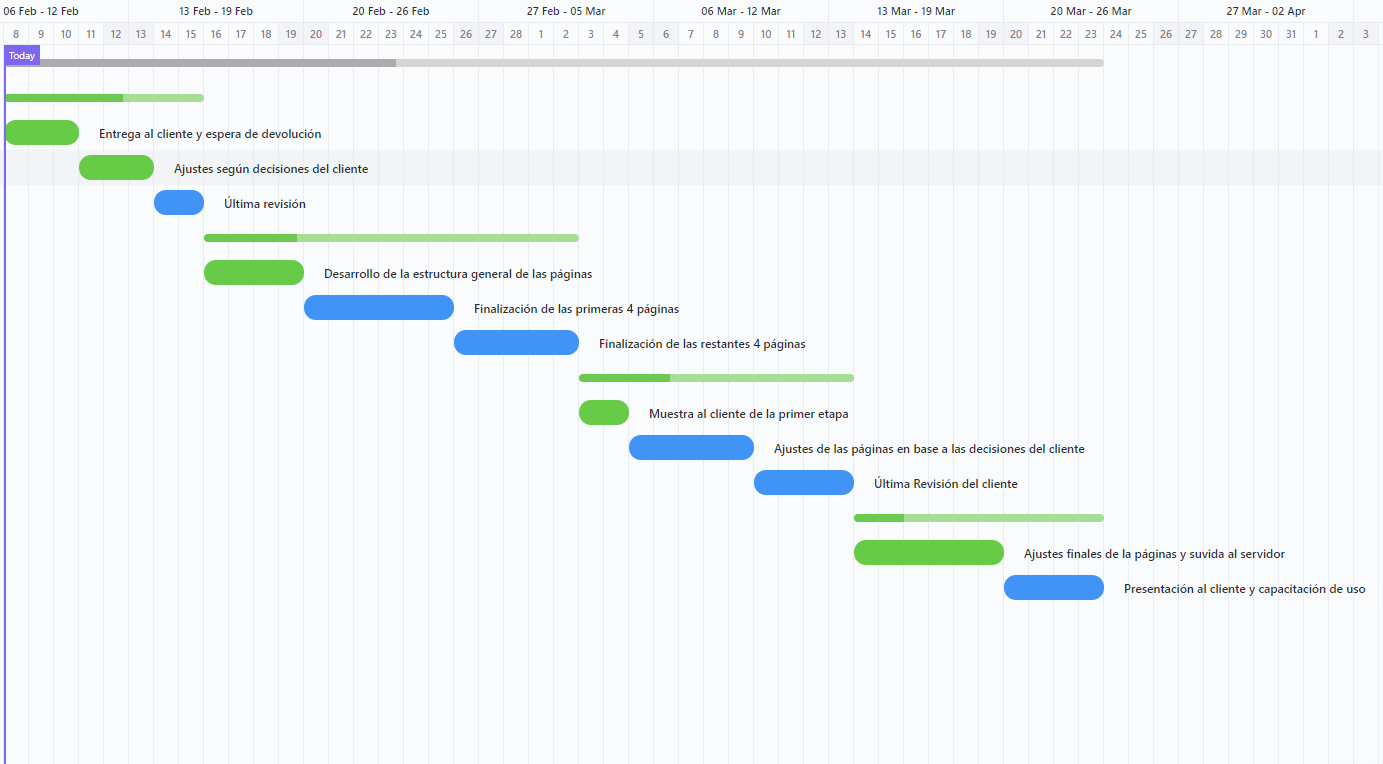 06 Feb - 12 Feb 13 Feb - 19 Feb 20 Feb - 26 Feb 27 Feb - 05 Mar 06 Mar - 12 Mar 13 Mar - 19 Mar 20 Mar - 26 Mar 27 Mar - 02 Apr
8 9 10 11 12 13 14 15 16 17 18 19 20 21 22 23 24 25 26 27 28 1 2 3 4 5 6 7 8 9 10 11 12 13 14 15 16 17 18 19 20 21 22 23 24 25 26 27 28 29 30 31 1 2 3
Today
Entrega al cliente y espera de devolución
Ajustes según decisiones del cliente
Última revisión
Desarrollo de la estructura general de las páginas
Finalización de las primeras 4 páginas
Finalización de las restantes 4 páginas
Muestra al cliente de la primer etapa
Ajustes de las páginas en base a las decisiones del cliente
Última Revisión del cliente
Ajustes finales de la páginas y suvida al servidor
Presentación al cliente y capacitación de uso